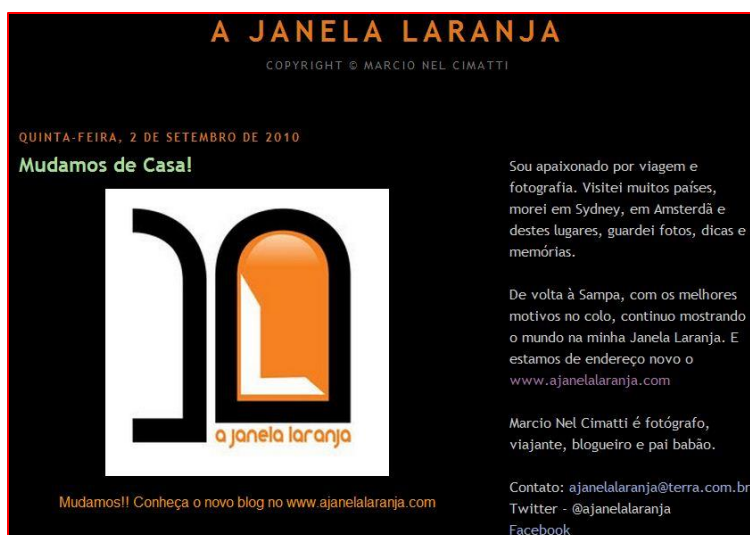 A JANELA LARANJA
COPYRIGHT © MARCIO NEL CIMATTI
QUINTA-FEIRA, 2 DE SETEMBRO DE 2010
Mudamos de Casa!
a janela laranja
Mudamos!! Conheça o novo blog no www.ajanelalaranja.com
Sou apaixonado por viagem e
fotografia. Visitei muitos países,
morei em Sydney, em Amsterdã e
destes lugares, guardei fotos, dicas e
memórias.
De volta à Sampa, com os melhores
motivos no colo, continuo mostrando
o mundo na minha Janela Laranja. E
estamos de endereço novo o
www.ajanelalaranja.com
Marcio Nel Cimatti é fotógrafo,
viajante, blogueiro e pai babão.
Contato: ajanelalaranja@terra.com.br
Twitter - @ajanelalaranja
Facebook